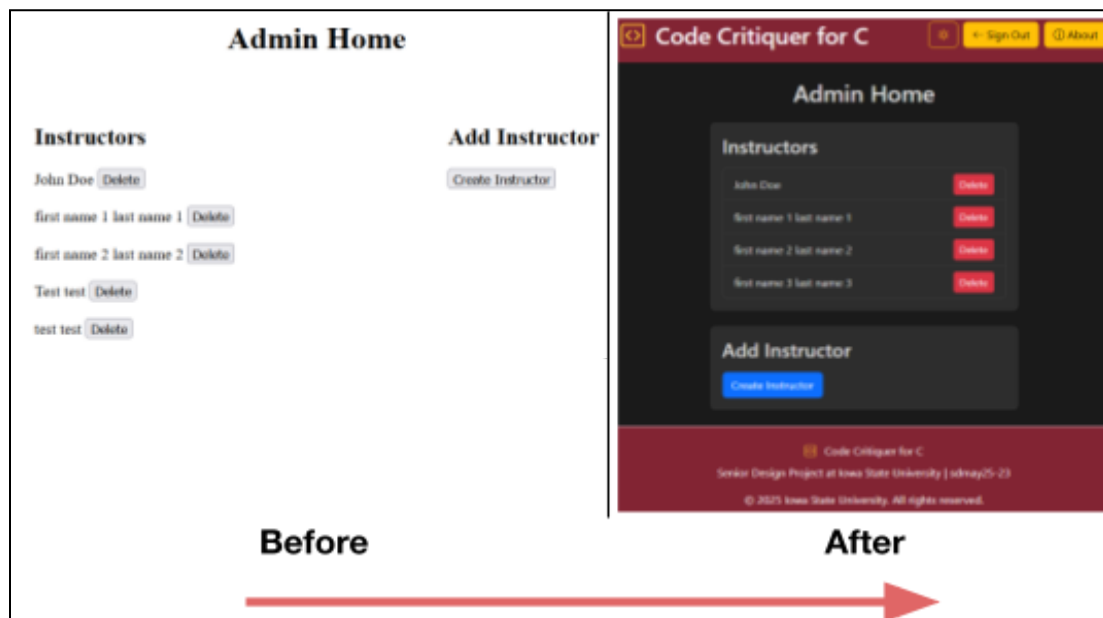 Admin Home
Instructors
Add Instructor
John Doe Delete
Create Instructor
first name 1 last name 1 Delete
first name 2 last name 2 Delete
Test test Delete
test test Delete
Code Critiquer for C
Sign Out
About
Admin Home
Instructors
John Doe Delete
first name 1 last name 1 Delete
first name 2 last name 2 Delete
first name 3 last name 3 Delete
Add Instructor
Create Instructor
Code Critiquer for C
Senior Design Project at Iowa State University | sdmay25-23
© 2025 Iowa State University. All rights reserved.
Before
After